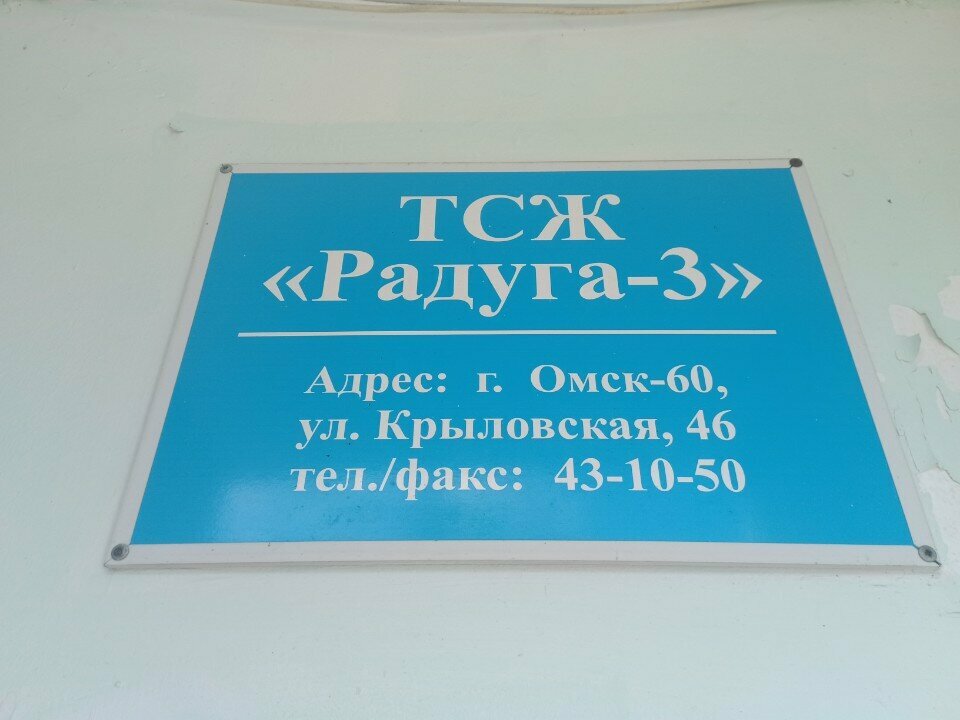 ТСЖ
«Радуга-3»
Адрес: г. Омск-60,
ул. Крыловская, 46
тел./факс: 43-10-50